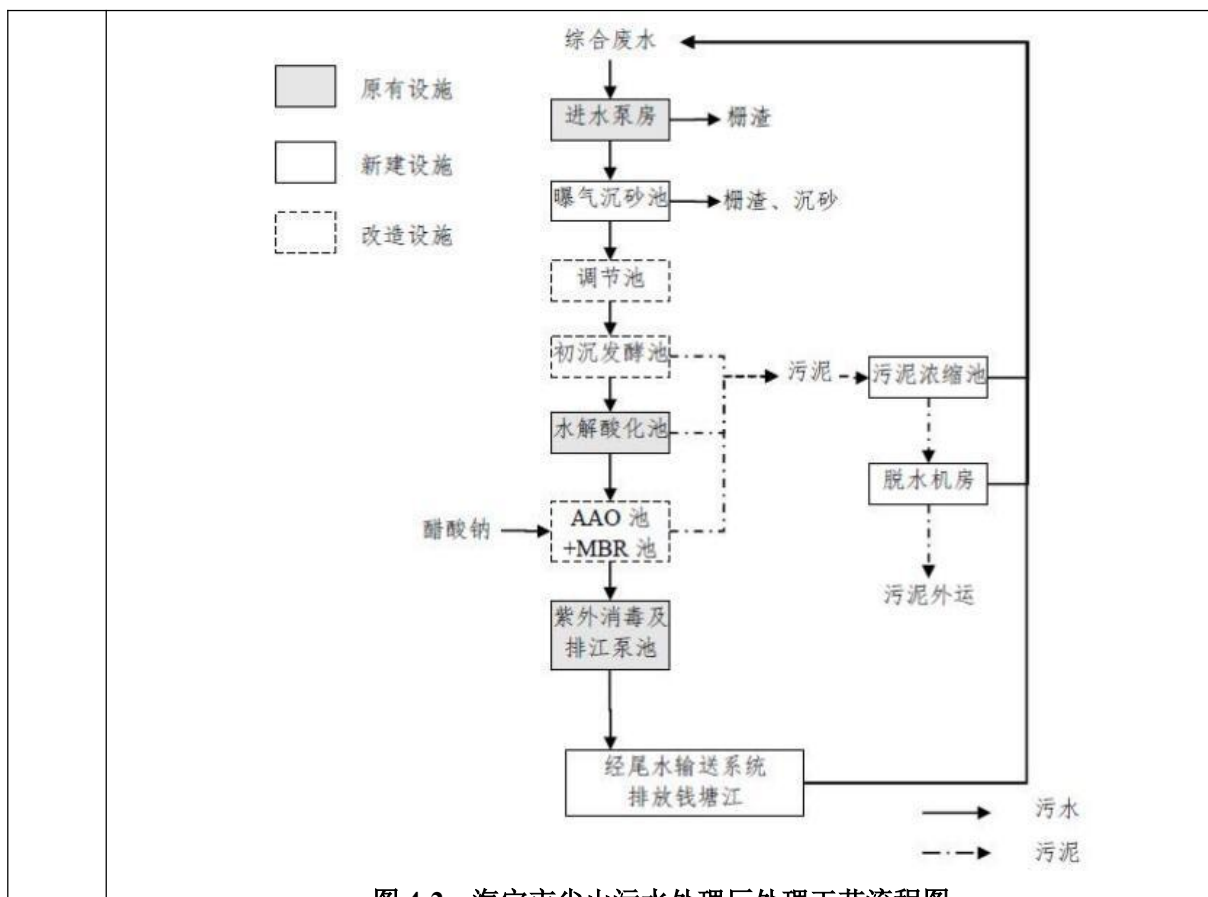 综合废水
原有设施
进水泵房
栅渣
新建设施
曝气沉砂池
栅渣、沉砂
改造设施
调节池
初沉发酵池
污泥
污泥浓缩池
水解酸化池
脱水机房
醋酸钠
AAO 池
+MBR 池
污泥外运
紫外消毒及
排江泵池
经尾水输送系统
排放钱塘江
污水
污泥